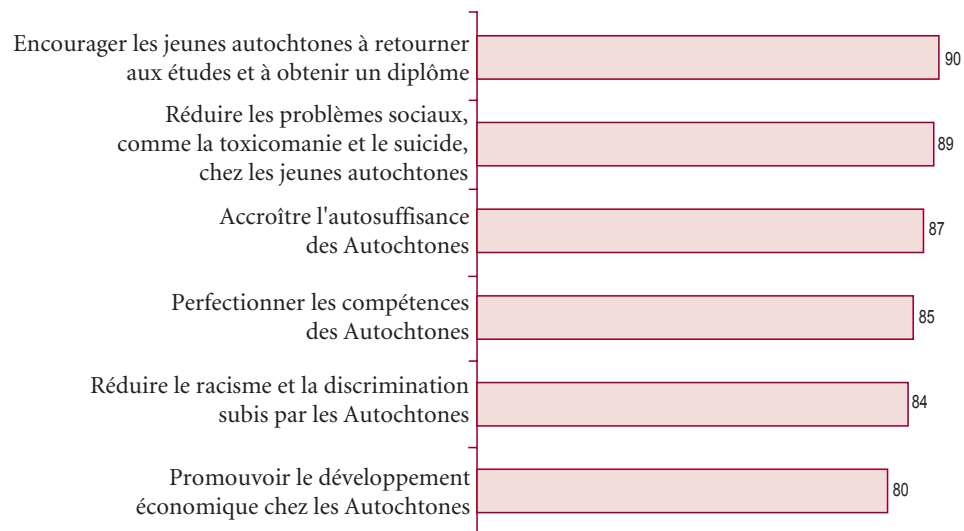 Encourager les jeunes autochtones à retourner
aux études et à obtenir un diplôme
90
Réduire les problèmes sociaux,
comme la toxicomanie et le suicide,
chez les jeunes autochtones
89
Accroître l'autosuffisance
des Autochtones
87
Perfectionner les compétences
des Autochtones
85
Réduire le racisme et la discrimination
subis par les Autochtones
84
Promouvoir le développement
économique chez les Autochtones
80